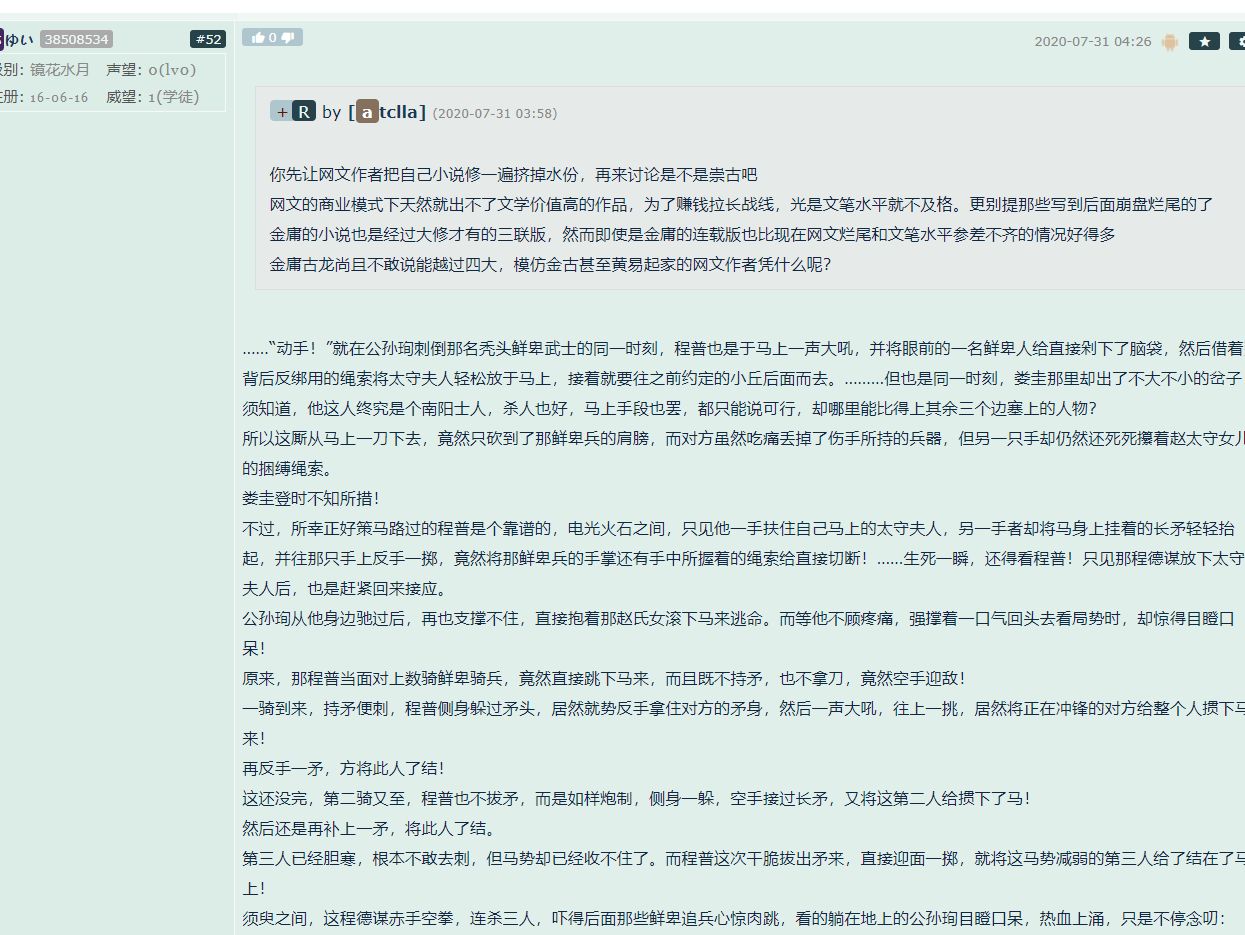 ゆい 38508534 #52
级别: 镜花水月 声望: 0(lv0)
注册: 16-06-16 威望: 1(学徒)
0
2020-07-31 04:26
+ R by [atclla] (2020-07-31 03:58)
你先让网文作者把自己小说修一遍挤掉水份，再来讨论是不是崇古吧
网文的商业模式下天然就出不了文学价值高的作品，为了赚钱拉长战线，光是文笔水平就不及格。更别提那些写到后面崩盘烂尾的了
金庸的小说也是经过大修才有的三联版，然而即使是金庸的连载版也比现在网文烂尾和文笔水平参差不齐的情况好得多
金庸古龙尚且不敢说能越过四大，模仿金古甚至黄易起家的网文作者凭什么呢？
......“动手！”就在公孙珣刺倒那名秃头鲜卑武士的同一时刻，程普也是于马上一声大吼，并将眼前的一名鲜卑人给直接剁下了脑袋，然后借着
背后反绑用的绳索将太守夫人轻松放于马上，接着就要往之前约定的小丘后面而去。.........但也是同一时刻，娄圭那里却出了不大不小的岔子
须知道，他这人终究是个南阳士人，杀人也好，马上手段也罢，都只能说可行，却哪里能比得上其余三个边塞上的人物？
所以这厮从马上一刀下去，竟然只砍到了那鲜卑兵的肩膀，而对方虽然吃痛丢掉了伤手所持的兵器，但另一只手却仍然还死死攥着赵太守女儿
的捆缚绳索。
娄圭登时不知所措！
不过，所幸正好策马路过的程普是个靠谱的，电光火石之间，只见他一手扶住自己马上的太守夫人，另一手者却将马身上挂着的长矛轻轻抬
起，并往那只手上反手一掷，竟然将那鲜卑兵的手掌还有手中所握着的绳索给直接切断！......生死一瞬，还得看程普！只见那程德谋放下太守
夫人后，也是赶紧回来接应。
公孙珣从他身边驰过后，再也支撑不住，直接抱着那赵氏女滚下马来逃命。而等他不顾疼痛，强撑着一口气回头去看局势时，却惊得目瞪口
呆！
原来，那程普当面对上数骑鲜卑骑兵，竟然直接跳下马来，而且既不持矛，也不拿刀，竟然空手迎敌！
一骑到来，持矛便刺，程普侧身躲过矛头，居然就势反手拿住对方的矛身，然后一声大吼，往上一挑，居然将正在冲锋的对方给整个人掼下马
来！
再反手一矛，方将此人了结！
这还没完，第二骑又至，程普也不拔矛，而是如样炮制，侧身一躲，空手接过长矛，又将这第二人给掼下了马！
然后还是再补上一矛，将此人了结。
第三人已经胆寒，根本不敢去刺，但马势却已经收不住了。而程普这次干脆拔出矛来，直接迎面一掷，就将这马势减弱的第三人给了结在了马
上！
须臾之间，这程德谋赤手空拳，连杀三人，吓得后面那些鲜卑追兵心惊肉跳，看的躺在地上的公孙珣目瞪口呆，热血上涌，只是不停念叨：